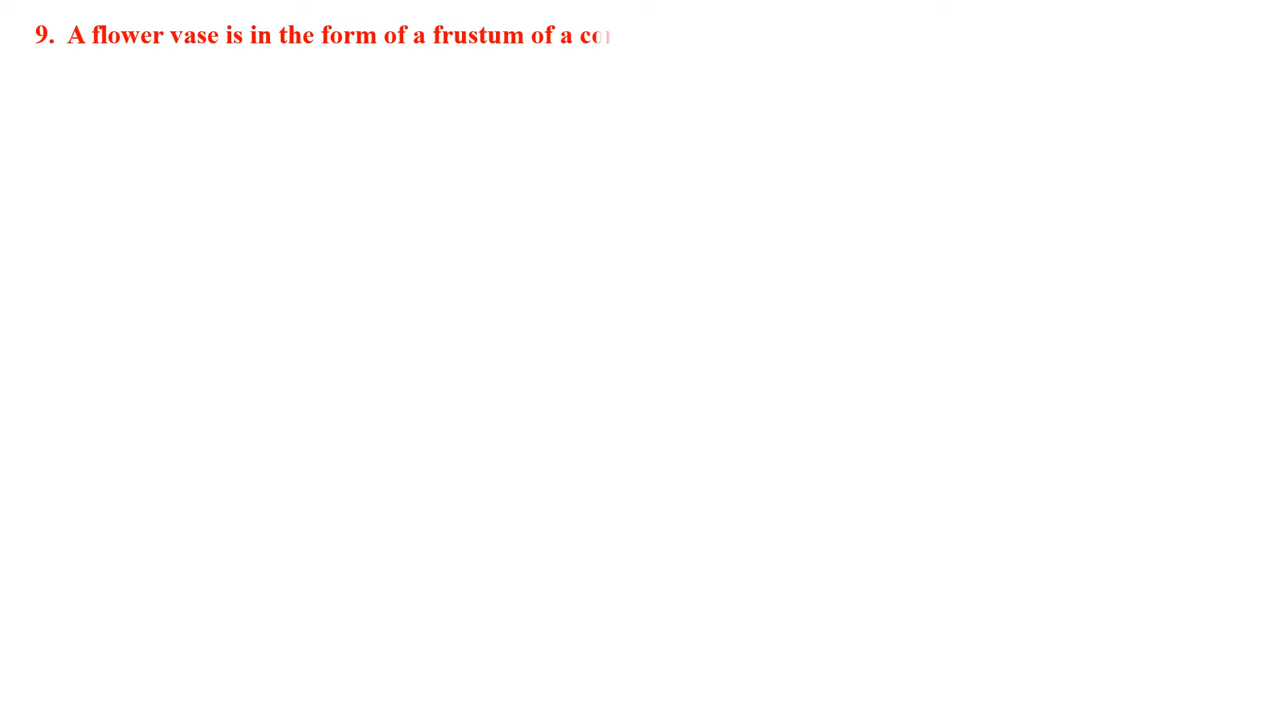 9. A flower vase is in the form of a frustum of a